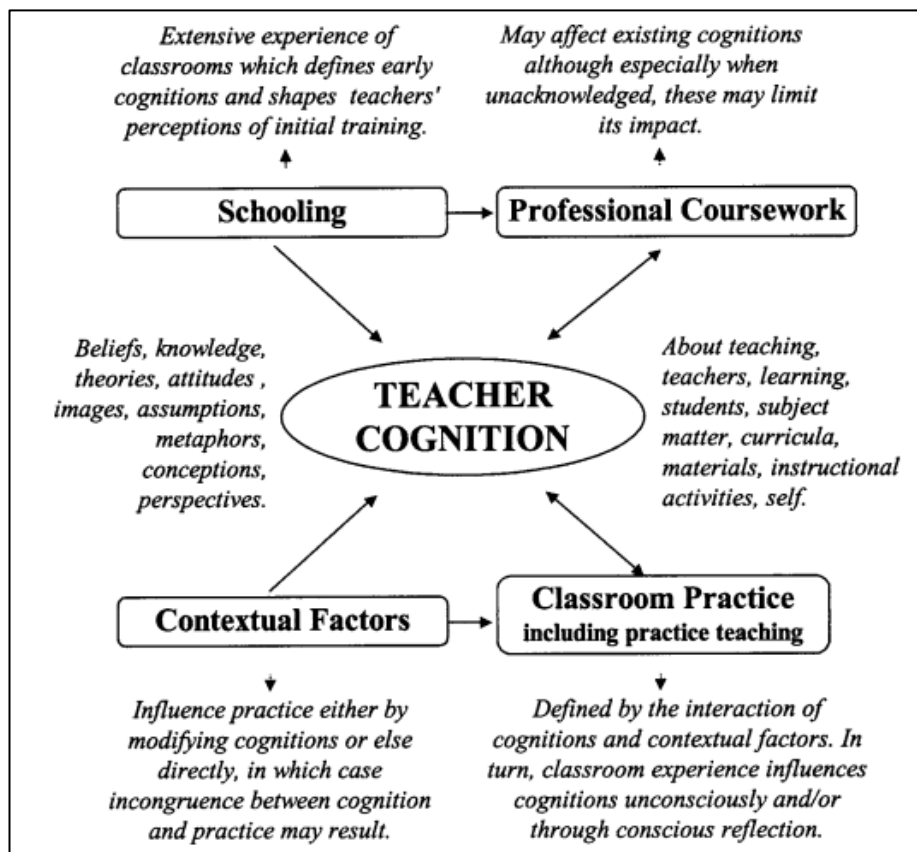 Extensive experience of
classrooms which defines early
cognitions and shapes teachers'
perceptions of initial training.
May affect existing cognitions
although especially when
unacknowledged, these may limit
its impact.
Schooling
Professional Coursework
Beliefs, knowledge,
theories, attitudes ,
images, assumptions,
metaphors,
conceptions,
perspectives.
TEACHER
COGNITION
About teaching,
teachers, learning,
students, subject
matter, curricula,
materials, instructional
activities, self.
Contextual Factors
Classroom Practice
including practice teaching
Influence practice either by
modifying cognitions or else
directly, in which case
incongruence between cognition
and practice may result.
Defined by the interaction of
cognitions and contextual factors. In
turn, classroom experience influences
cognitions unconsciously and/or
through conscious reflection.